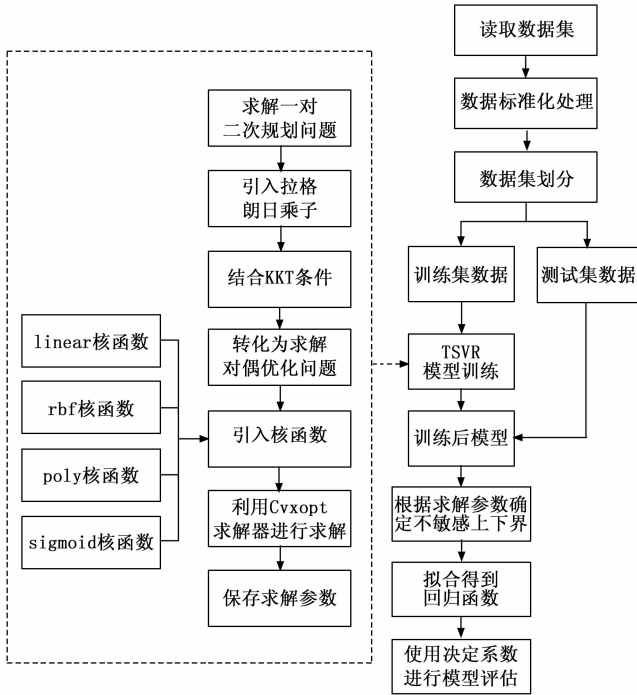 读取数据集
数据标准化处理
数据集划分
训练集数据
测试集数据
TSVR
模型训练
训练后模型
根据求解参数确
定不敏感上下界
拟合得到
回归函数
使用决定系数
进行模型评估
求解一对
二次规划问题
引入拉格
朗日乘子
结合KKT条件
转化为求解
对偶优化问题
引入核函数
利用Cvxopt
求解器进行求解
保存求解参数
linear核函数
rbf核函数
poly核函数
sigmoid核函数